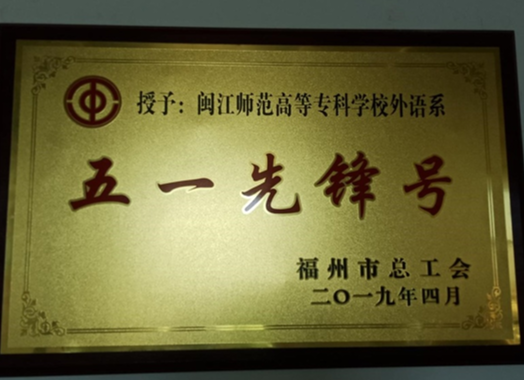 授予：闽江师范高等专科学校外语系
五一先锋号
福州市总工会
二〇一九年四月